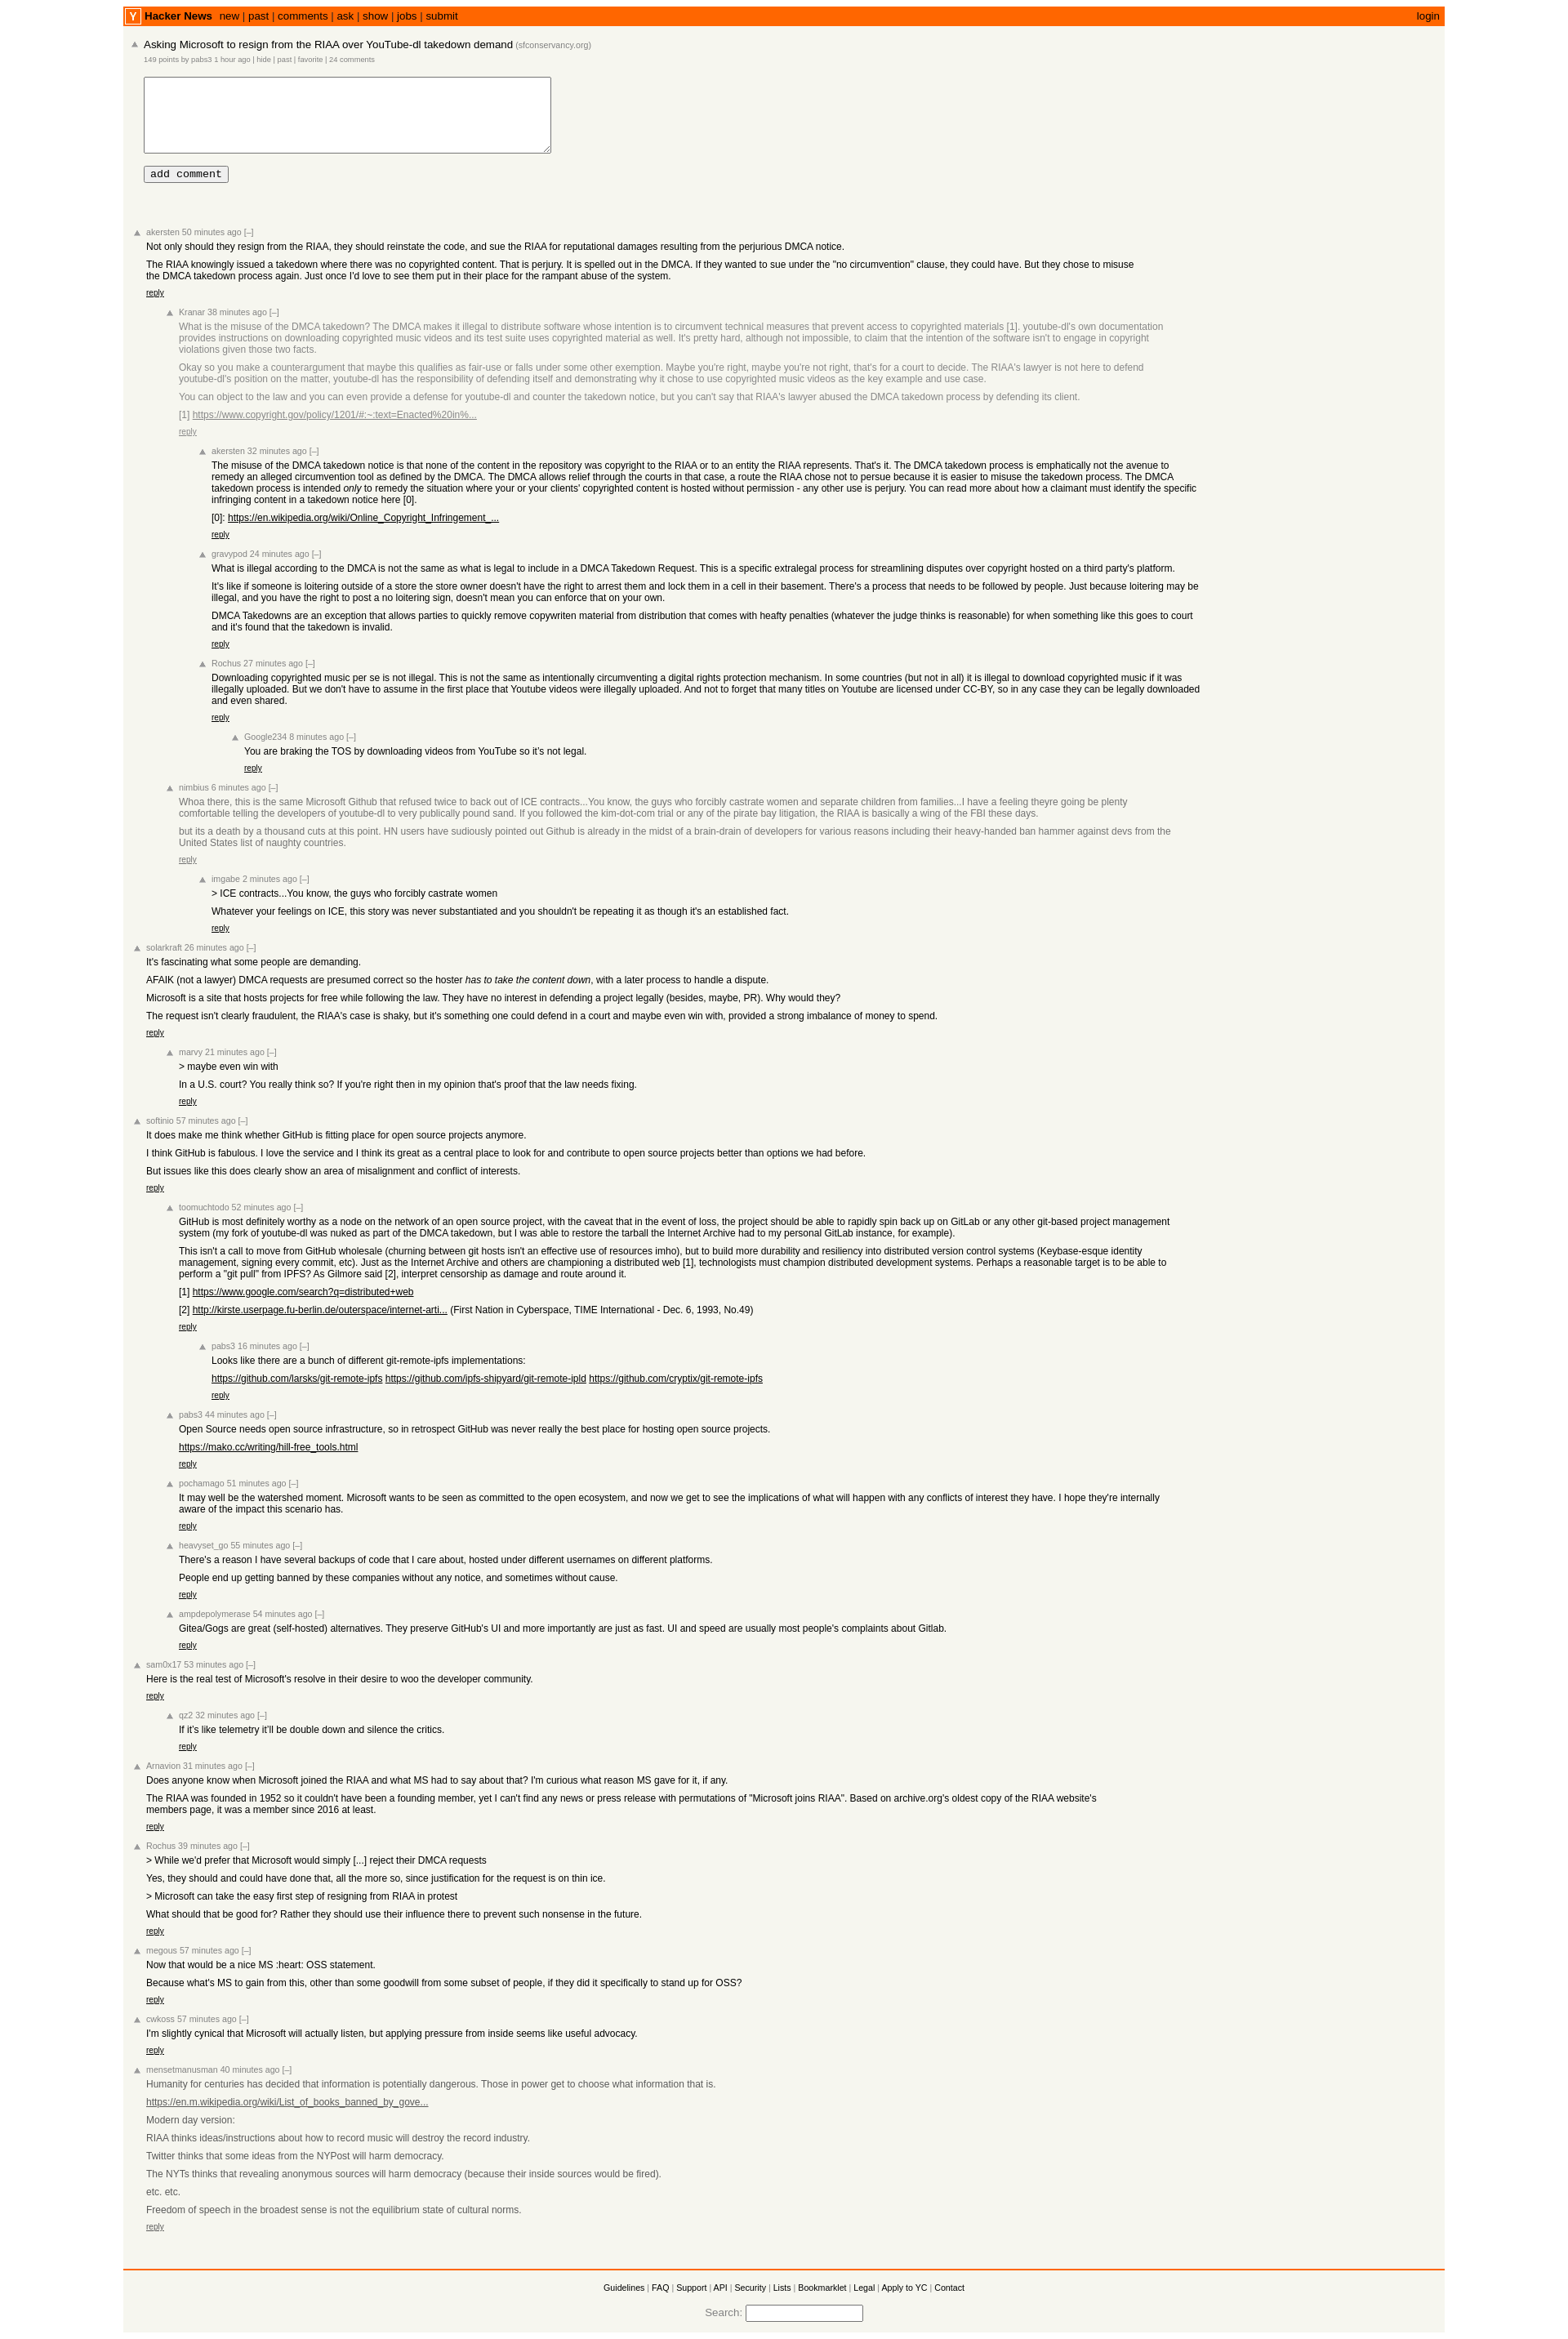 Y Hacker News new | past | comments | ask | show | jobs | submit login
Asking Microsoft to resign from the RIAA over YouTube-dl takedown demand (sfconservancy.org)
149 points by pabs3 1 hour ago | hide | past | favorite | 24 comments
add comment
akersten 50 minutes ago [–]
Not only should they resign from the RIAA, they should reinstate the code, and sue the RIAA for reputational damages resulting from the perjurious DMCA notice.
The RIAA knowingly issued a takedown where there was no copyrighted content. That is perjury. It is spelled out in the DMCA. If they wanted to sue under the "no circumvention" clause, they could have. But they chose to misuse
the DMCA takedown process again. Just once I'd love to see them put in their place for the rampant abuse of the system.
reply
Kranar 38 minutes ago [–]
What is the misuse of the DMCA takedown? The DMCA makes it illegal to distribute software whose intention is to circumvent technical measures that prevent access to copyrighted materials [1]. youtube-dl's own documentation
provides instructions on downloading copyrighted music videos and its test suite uses copyrighted material as well. It's pretty hard, although not impossible, to claim that the intention of the software isn't to engage in copyright
violations given those two facts.
Okay so you make a counterargument that maybe this qualifies as fair-use or falls under some other exemption. Maybe you're right, maybe you're not right, that's for a court to decide. The RIAA's lawyer is not here to defend
youtube-dl's position on the matter, youtube-dl has the responsibility of defending itself and demonstrating why it chose to use copyrighted music videos as the key example and use case.
You can object to the law and you can even provide a defense for youtube-dl and counter the takedown notice, but you can't say that RIAA's lawyer abused the DMCA takedown process by defending its client.
[1] https://www.copyright.gov/policy/1201/#:~:text=Enacted%20in%...
reply
akersten 32 minutes ago [–]
The misuse of the DMCA takedown notice is that none of the content in the repository was copyright to the RIAA or to an entity the RIAA represents. That's it. The DMCA takedown process is emphatically not the avenue to
remedy an alleged circumvention tool as defined by the DMCA. The DMCA allows relief through the courts in that case, a route the RIAA chose not to persue because it is easier to misuse the takedown process. The DMCA
takedown process is intended only to remedy the situation where your or your clients' copyrighted content is hosted without permission - any other use is perjury. You can read more about how a claimant must identify the specific
infringing content in a takedown notice here [0].
[0]: https://en.wikipedia.org/wiki/Online_Copyright_Infringement_...
reply
gravypod 24 minutes ago [–]
What is illegal according to the DMCA is not the same as what is legal to include in a DMCA Takedown Request. This is a specific extralegal process for streamlining disputes over copyright hosted on a third party's platform.
It's like if someone is loitering outside of a store the store owner doesn't have the right to arrest them and lock them in a cell in their basement. There's a process that needs to be followed by people. Just because loitering may be
illegal, and you have the right to post a no loitering sign, doesn't mean you can enforce that on your own.
DMCA Takedowns are an exception that allows parties to quickly remove copywriten material from distribution that comes with heafty penalties (whatever the judge thinks is reasonable) for when something like this goes to court
and it's found that the takedown is invalid.
reply
Rochus 27 minutes ago [–]
Downloading copyrighted music per se is not illegal. This is not the same as intentionally circumventing a digital rights protection mechanism. In some countries (but not in all) it is illegal to download copyrighted music if it was
illegally uploaded. But we don't have to assume in the first place that Youtube videos were illegally uploaded. And not to forget that many titles on Youtube are licensed under CC-BY, so in any case they can be legally downloaded
and even shared.
reply
Google234 8 minutes ago [–]
You are braking the TOS by downloading videos from YouTube so it's not legal.
reply
nimbius 6 minutes ago [–]
Whoa there, this is the same Microsoft Github that refused twice to back out of ICE contracts...You know, the guys who forcibly castrate women and separate children from families...I have a feeling theyre going be plenty
comfortable telling the developers of youtube-dl to very publically pound sand. If you followed the kim-dot-com trial or any of the pirate bay litigation, the RIAA is basically a wing of the FBI these days.
but its a death by a thousand cuts at this point. HN users have sudiously pointed out Github is already in the midst of a brain-drain of developers for various reasons including their heavy-handed ban hammer against devs from the
United States list of naughty countries.
reply
imgabe 2 minutes ago [–]
> ICE contracts...You know, the guys who forcibly castrate women
Whatever your feelings on ICE, this story was never substantiated and you shouldn't be repeating it as though it's an established fact.
reply
solarkraft 26 minutes ago [–]
It's fascinating what some people are demanding.
AFAIK (not a lawyer) DMCA requests are presumed correct so the hoster has to take the content down, with a later process to handle a dispute.
Microsoft is a site that hosts projects for free while following the law. They have no interest in defending a project legally (besides, maybe, PR). Why would they?
The request isn't clearly fraudulent, the RIAA's case is shaky, but it's something one could defend in a court and maybe even win with, provided a strong imbalance of money to spend.
reply
marvy 21 minutes ago [–]
> maybe even win with
In a U.S. court? You really think so? If you're right then in my opinion that's proof that the law needs fixing.
reply
softinio 57 minutes ago [–]
It does make me think whether GitHub is fitting place for open source projects anymore.
I think GitHub is fabulous. I love the service and I think its great as a central place to look for and contribute to open source projects better than options we had before.
But issues like this does clearly show an area of misalignment and conflict of interests.
reply
toomuchtodo 52 minutes ago [–]
GitHub is most definitely worthy as a node on the network of an open source project, with the caveat that in the event of loss, the project should be able to rapidly spin back up on GitLab or any other git-based project management
system (my fork of youtube-dl was nuked as part of the DMCA takedown, but I was able to restore the tarball the Internet Archive had to my personal GitLab instance, for example).
This isn't a call to move from GitHub wholesale (churning between git hosts isn't an effective use of resources imho), but to build more durability and resiliency into distributed version control systems (Keybase-esque identity
management, signing every commit, etc). Just as the Internet Archive and others are championing a distributed web [1], technologists must champion distributed development systems. Perhaps a reasonable target is to be able to
perform a "git pull" from IPFS? As Gilmore said [2], interpret censorship as damage and route around it.
[1] https://www.google.com/search?q=distributed+web
[2] http://kirste.userpage.fu-berlin.de/outerspace/internet-arti... (First Nation in Cyberspace, TIME International - Dec. 6, 1993, No.49)
reply
pabs3 16 minutes ago [–]
Looks like there are a bunch of different git-remote-ipfs implementations:
https://github.com/larsks/git-remote-ipfs https://github.com/ipfs-shipyard/git-remote-ipld https://github.com/cryptix/git-remote-ipfs
reply
pabs3 44 minutes ago [–]
Open Source needs open source infrastructure, so in retrospect GitHub was never really the best place for hosting open source projects.
https://mako.cc/writing/hill-free_tools.html
reply
pochamago 51 minutes ago [–]
It may well be the watershed moment. Microsoft wants to be seen as committed to the open ecosystem, and now we get to see the implications of what will happen with any conflicts of interest they have. I hope they're internally
aware of the impact this scenario has.
reply
heavyset_go 55 minutes ago [–]
There's a reason I have several backups of code that I care about, hosted under different usernames on different platforms.
People end up getting banned by these companies without any notice, and sometimes without cause.
reply
ampdepolymerase 54 minutes ago [–]
Gitea/Gogs are great (self-hosted) alternatives. They preserve GitHub's UI and more importantly are just as fast. UI and speed are usually most people's complaints about Gitlab.
reply
sam0x17 53 minutes ago [–]
Here is the real test of Microsoft's resolve in their desire to woo the developer community.
reply
qz2 32 minutes ago [–]
If it's like telemetry it'll be double down and silence the critics.
reply
Arnavion 31 minutes ago [–]
Does anyone know when Microsoft joined the RIAA and what MS had to say about that? I'm curious what reason MS gave for it, if any.
The RIAA was founded in 1952 so it couldn't have been a founding member, yet I can't find any news or press release with permutations of "Microsoft joins RIAA". Based on archive.org's oldest copy of the RIAA website's
members page, it was a member since 2016 at least.
reply
Rochus 39 minutes ago [–]
> While we'd prefer that Microsoft would simply [...] reject their DMCA requests
Yes, they should and could have done that, all the more so, since justification for the request is on thin ice.
> Microsoft can take the easy first step of resigning from RIAA in protest
What should that be good for? Rather they should use their influence there to prevent such nonsense in the future.
reply
megous 57 minutes ago [–]
Now that would be a nice MS :heart: OSS statement.
Because what's MS to gain from this, other than some goodwill from some subset of people, if they did it specifically to stand up for OSS?
reply
cwkoss 57 minutes ago [–]
I'm slightly cynical that Microsoft will actually listen, but applying pressure from inside seems like useful advocacy.
reply
mensetmanusman 40 minutes ago [–]
Humanity for centuries has decided that information is potentially dangerous. Those in power get to choose what information that is.
https://en.m.wikipedia.org/wiki/List_of_books_banned_by_gove...
Modern day version:
RIAA thinks ideas/instructions about how to record music will destroy the record industry.
Twitter thinks that some ideas from the NYPost will harm democracy.
The NYTs thinks that revealing anonymous sources will harm democracy (because their inside sources would be fired).
etc. etc.
Freedom of speech in the broadest sense is not the equilibrium state of cultural norms.
reply
Guidelines | FAQ | Support | API | Security | Lists | Bookmarklet | Legal | Apply to YC | Contact
Search: